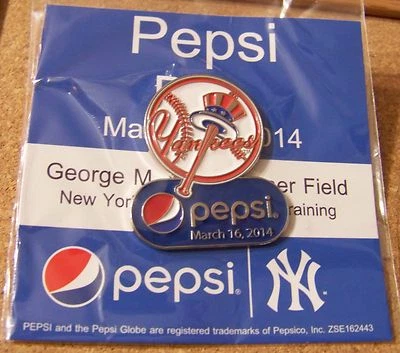 Pepsi
Ma 2014
Yankees
George M er Field
New York raining
pepsi.
March 16, 2014
pepsi
NY
PEPSI and the Pepsi Globe are registered trademarks of Pepsico, Inc. ZSE162443